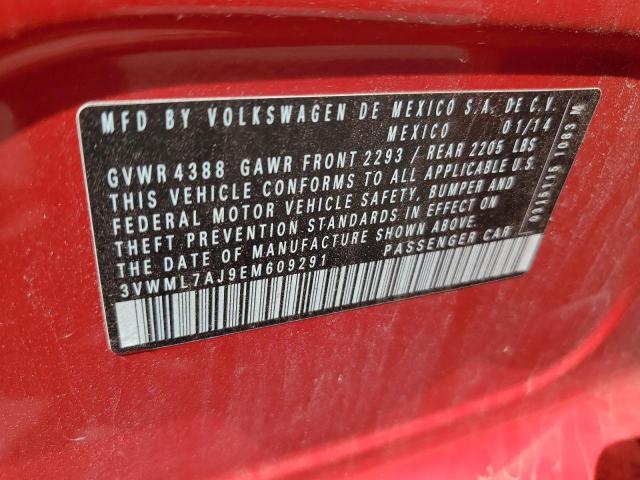 MFD BY VOLKSWAGEN DE MEXICO S.A. DE C.V.
MEXICO 01/14
GVWR 4388 GAWR FRONT 2293 / REAR 2205 LBS
THIS VEHICLE CONFORMS TO ALL APPLICABLE U.S.
FEDERAL MOTOR VEHICLE SAFETY, BUMPER AND
THEFT PREVENTION STANDARDS IN EFFECT ON
THE DATE OF MANUFACTURE SHOWN ABOVE.
3VWML7AJ9EM609291 PASSENGER CAR
1083 M